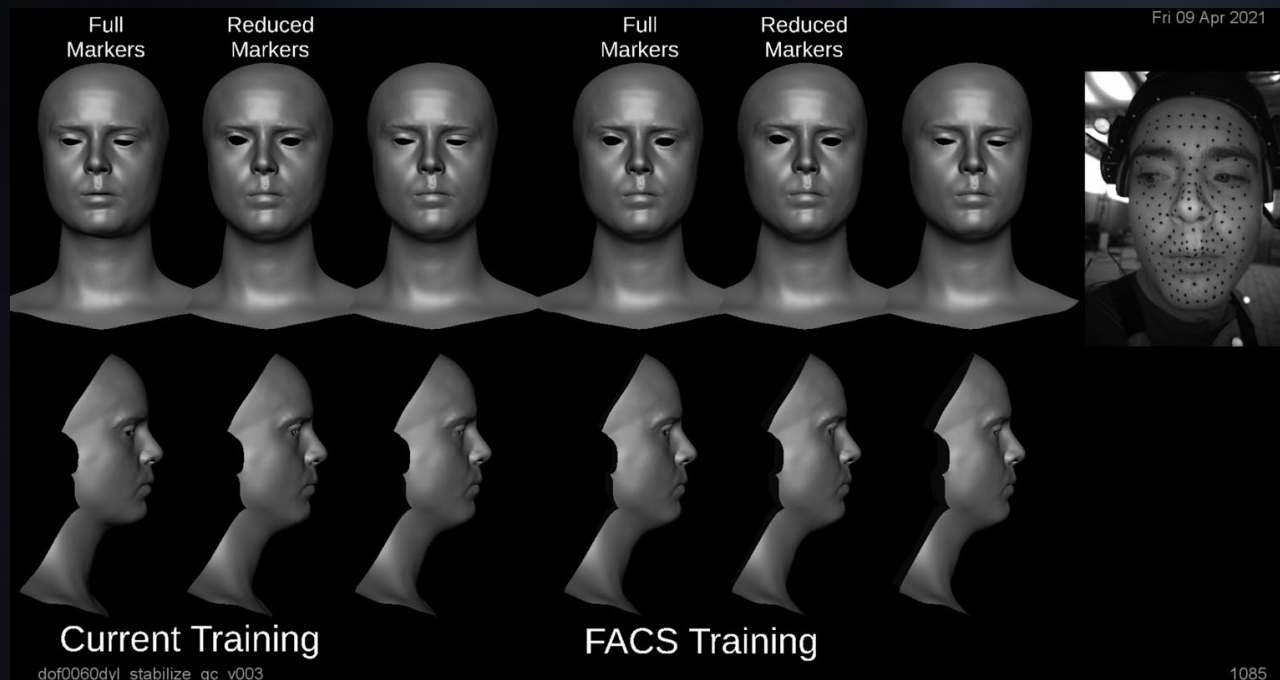 Full
Markers
Reduced
Markers
Full
Markers
Reduced
Markers
Fri 09 Apr 2021
Current Training
FACS Training
dof0060dyl_stabilize_qc_v003
1085